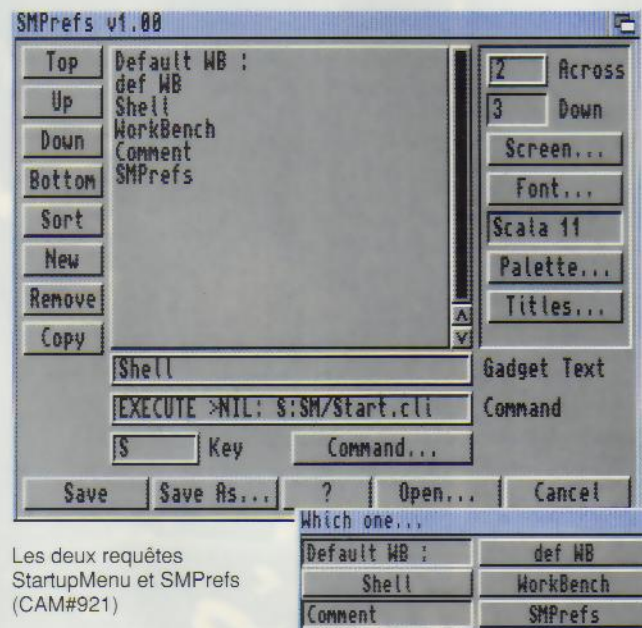 SMPrefs v1.00
Top
Up
Down
Bottom
Sort
New
Remove
Copy
Default WB :
def WB
Shell
WorkBench
Comment
SMPrefs
2 Across
3 Down
Screen...
Font...
Scala 11
Palette...
Titles...
Shell Gadget Text
EXECUTE >NIL: S:SM/Start.cli Command
S Key Command...
Save Save As... ? Open... Cancel
Les deux requêtes
StartupMenu et SMPrefs
(CAM#921)
Which one...
Default WB : def WB
Shell WorkBench
Comment SMPrefs